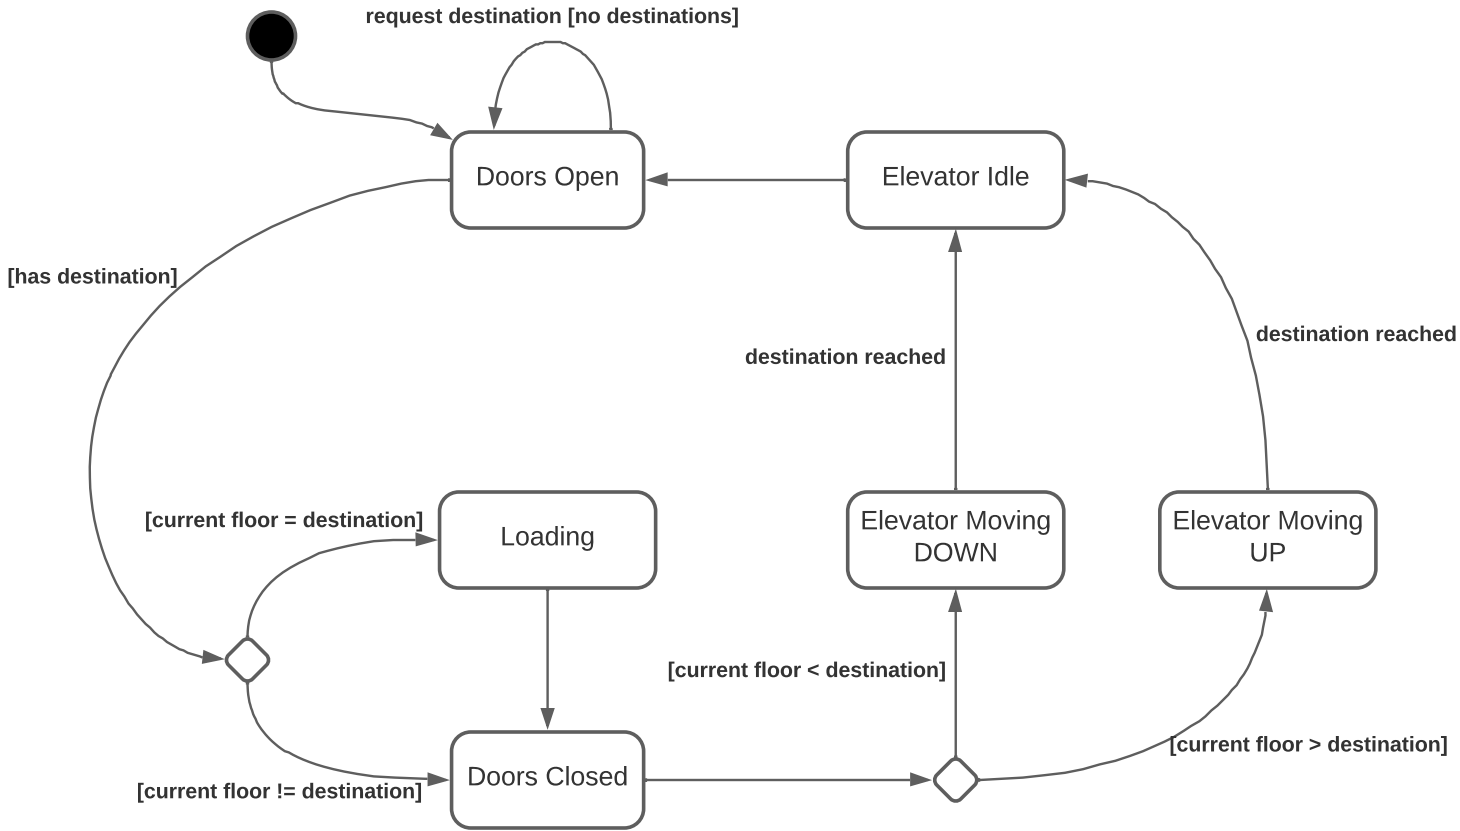 request destination [no destinations]
Doors Open
Elevator Idle
[has destination]
destination reached
destination reached
[current floor = destination]
Loading
Elevator Moving
DOWN
Elevator Moving
UP
[current floor < destination]
[current floor > destination]
Doors Closed
[current floor != destination]